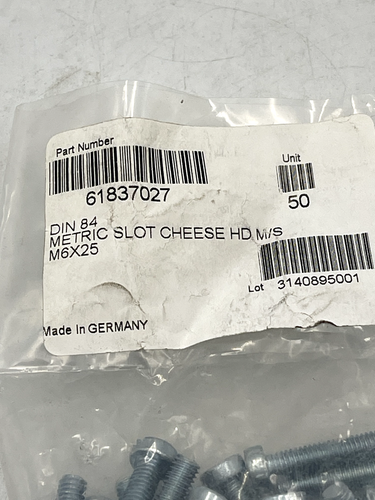 Part Number
61837027
Unit
50
DIN 84
METRIC SLOT CHEESE HD M/S
M6X25
Lot 3140895001
Made In GERMANY